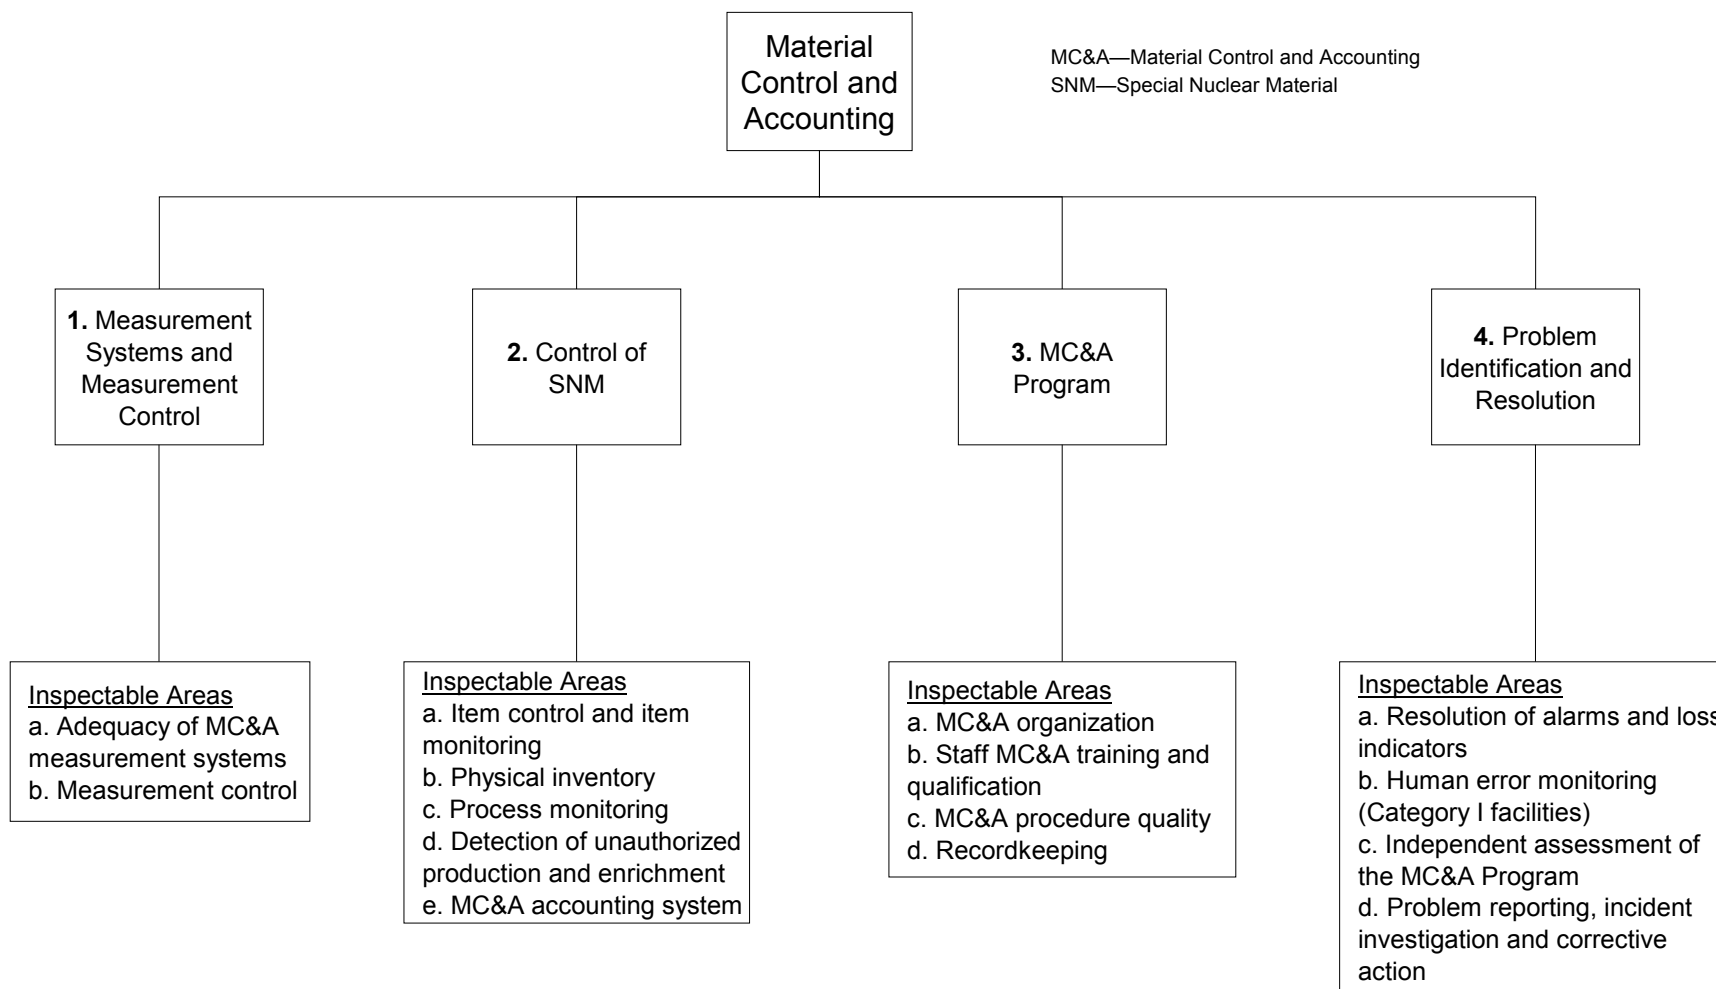 Material
Control and
Accounting
MC&A—Material Control and Accounting
SNM—Special Nuclear Material
1. Measurement
Systems and
Measurement
Control
2. Control of
SNM
3. MC&A
Program
4. Problem
Identification and
Resolution
Inspectable Areas
a. Adequacy of MC&A
measurement systems
b. Measurement control
Inspectable Areas
a. Item control and item
monitoring
b. Physical inventory
c. Process monitoring
d. Detection of unauthorized
production and enrichment
e. MC&A accounting system
Inspectable Areas
a. MC&A organization
b. Staff MC&A training and
qualification
c. MC&A procedure quality
d. Recordkeeping
Inspectable Areas
a. Resolution of alarms and loss
indicators
b. Human error monitoring
(Category I facilities)
c. Independent assessment of
the MC&A Program
d. Problem reporting, incident
investigation and corrective
action